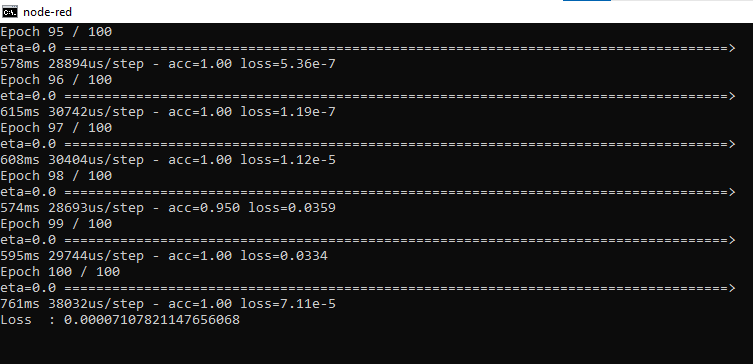 node-red
Epoch 95 / 100
eta=0.0 ===================================================================================>
578ms 28894us/step - acc=1.00 loss=5.36e-7
Epoch 96 / 100
eta=0.0 ===================================================================================>
615ms 30742us/step - acc=1.00 loss=1.19e-7
Epoch 97 / 100
eta=0.0 ===================================================================================>
608ms 30404us/step - acc=1.00 loss=1.12e-5
Epoch 98 / 100
eta=0.0 ===================================================================================>
574ms 28693us/step - acc=0.950 loss=0.0359
Epoch 99 / 100
eta=0.0 ===================================================================================>
595ms 29744us/step - acc=1.00 loss=0.0334
Epoch 100 / 100
eta=0.0 ===================================================================================>
761ms 38032us/step - acc=1.00 loss=7.11e-5
Loss  : 0.00007107821147656068